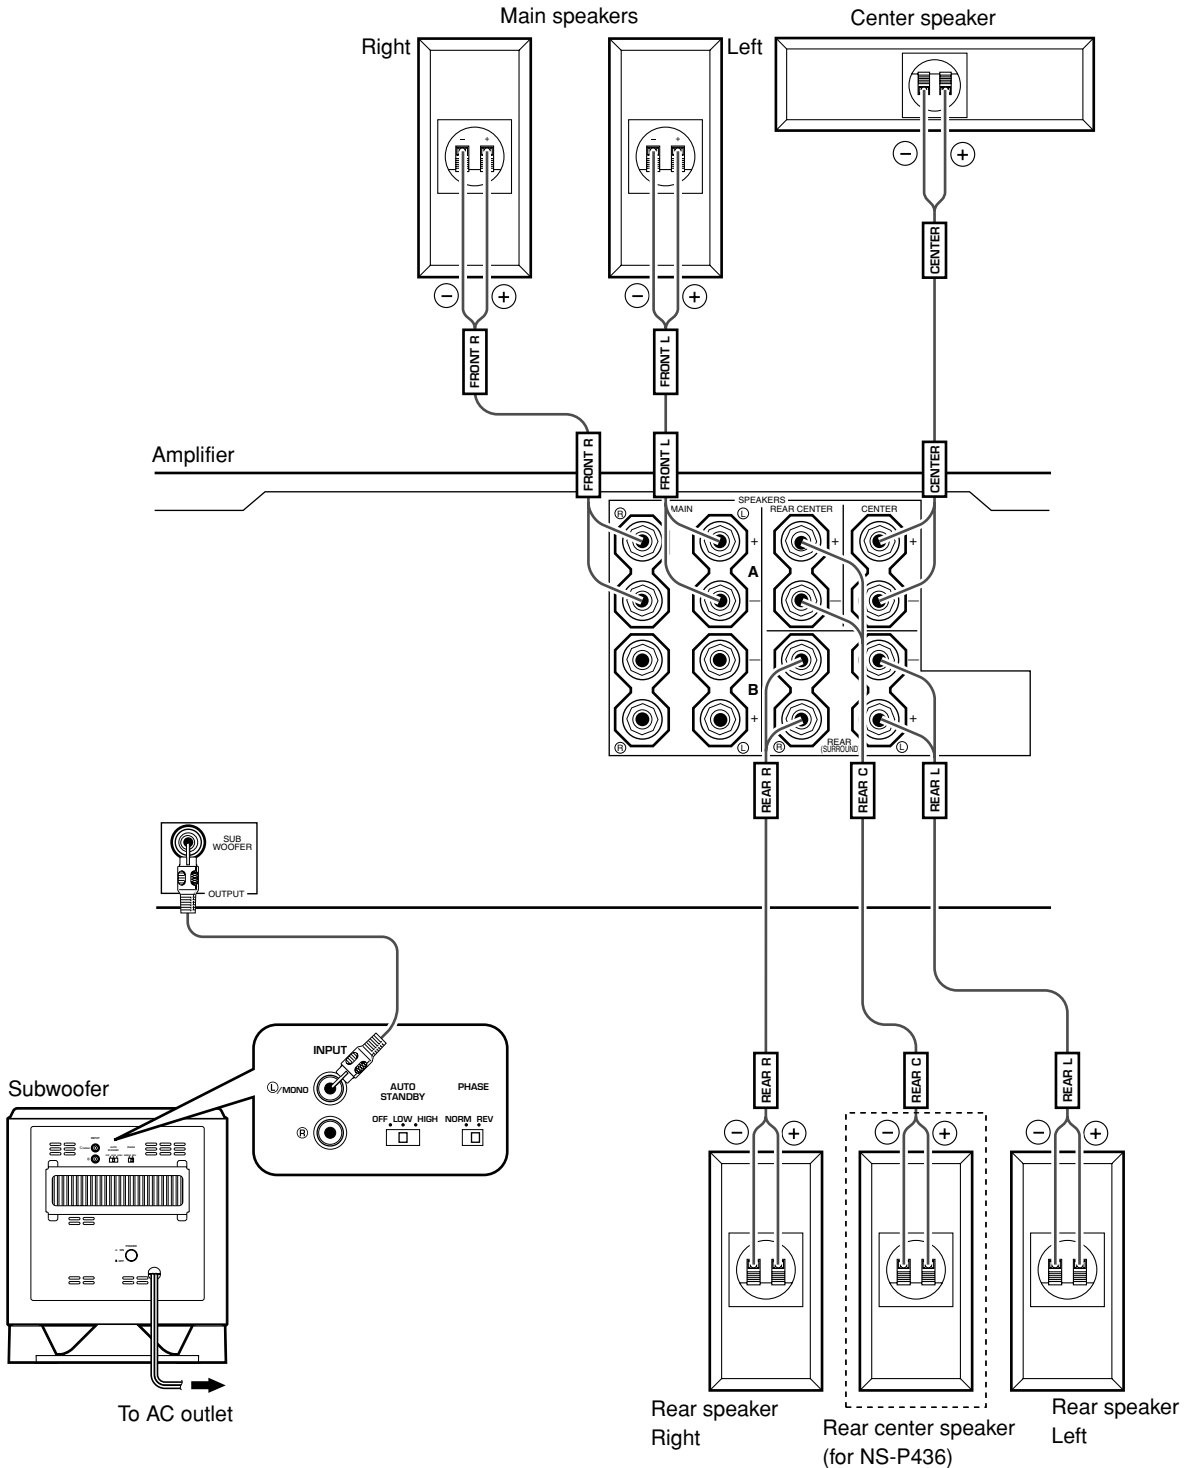 Main speakers
Center speaker
Right
Left
− +
− +
− +
− +
− +
FRONT R
FRONT L
CENTER
Amplifier
FRONT R
FRONT L
CENTER
SPEAKERS
R MAIN L
REAR CENTER
CENTER
+ + +
A
− − −
− −
B
+ +
R L
R REAR (SURROUND) L
REAR R
REAR C
REAR L
SUB
WOOFER
OUTPUT
INPUT
L/MONO
R
AUTO
STANDBY
OFF LOW HIGH
PHASE
NORM REV
Subwoofer
REAR R
REAR C
REAR L
− +
− +
− +
To AC outlet
Rear speaker
Right
Rear center speaker
(for NS-P436)
Rear speaker
Left